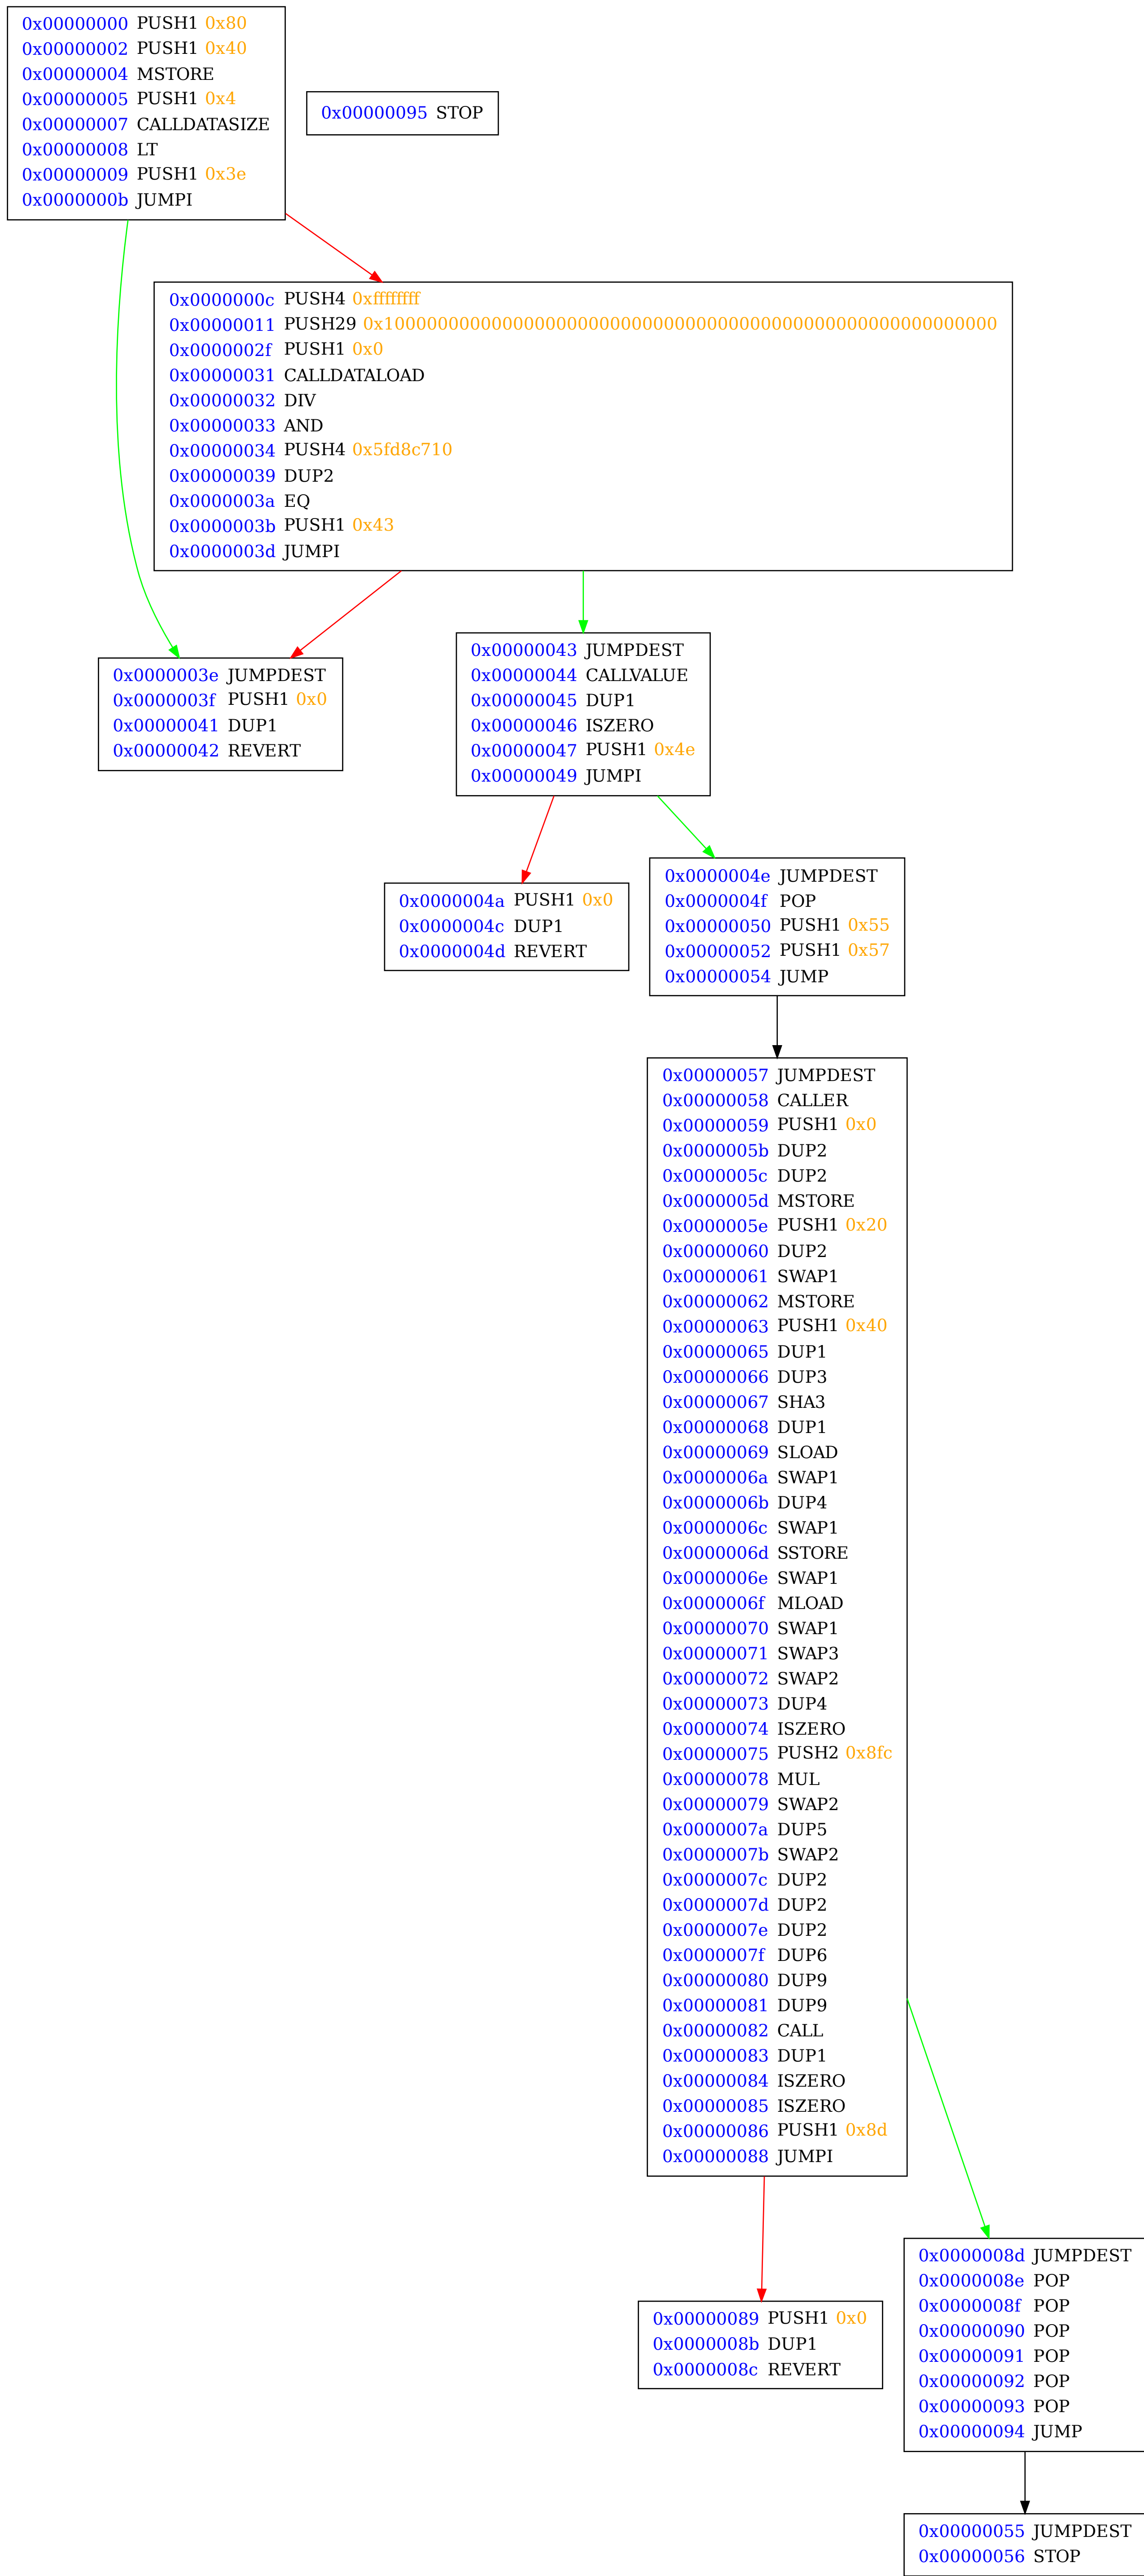 0x00000000 PUSH1 0x80
0x00000002 PUSH1 0x40
0x00000004 MSTORE
0x00000005 PUSH1 0x4
0x00000007 CALLDATASIZE
0x00000008 LT
0x00000009 PUSH1 0x3e
0x0000000b JUMPI
0x00000095 STOP
0x0000000c PUSH4 0xffffffff
0x00000011 PUSH29 0x100000000000000000000000000000000000000000000000000000000
0x0000002f PUSH1 0x0
0x00000031 CALLDATALOAD
0x00000032 DIV
0x00000033 AND
0x00000034 PUSH4 0x5fd8c710
0x00000039 DUP2
0x0000003a EQ
0x0000003b PUSH1 0x43
0x0000003d JUMPI
0x0000003e JUMPDEST
0x0000003f PUSH1 0x0
0x00000041 DUP1
0x00000042 REVERT
0x00000043 JUMPDEST
0x00000044 CALLVALUE
0x00000045 DUP1
0x00000046 ISZERO
0x00000047 PUSH1 0x4e
0x00000049 JUMPI
0x0000004a PUSH1 0x0
0x0000004c DUP1
0x0000004d REVERT
0x0000004e JUMPDEST
0x0000004f POP
0x00000050 PUSH1 0x55
0x00000052 PUSH1 0x57
0x00000054 JUMP
0x00000057 JUMPDEST
0x00000058 CALLER
0x00000059 PUSH1 0x0
0x0000005b DUP2
0x0000005c DUP2
0x0000005d MSTORE
0x0000005e PUSH1 0x20
0x00000060 DUP2
0x00000061 SWAP1
0x00000062 MSTORE
0x00000063 PUSH1 0x40
0x00000065 DUP1
0x00000066 DUP3
0x00000067 SHA3
0x00000068 DUP1
0x00000069 SLOAD
0x0000006a SWAP1
0x0000006b DUP4
0x0000006c SWAP1
0x0000006d SSTORE
0x0000006e SWAP1
0x0000006f MLOAD
0x00000070 SWAP1
0x00000071 SWAP3
0x00000072 SWAP2
0x00000073 DUP4
0x00000074 ISZERO
0x00000075 PUSH2 0x8fc
0x00000078 MUL
0x00000079 SWAP2
0x0000007a DUP5
0x0000007b SWAP2
0x0000007c DUP2
0x0000007d DUP2
0x0000007e DUP2
0x0000007f DUP6
0x00000080 DUP9
0x00000081 DUP9
0x00000082 CALL
0x00000083 DUP1
0x00000084 ISZERO
0x00000085 ISZERO
0x00000086 PUSH1 0x8d
0x00000088 JUMPI
0x00000089 PUSH1 0x0
0x0000008b DUP1
0x0000008c REVERT
0x0000008d JUMPDEST
0x0000008e POP
0x0000008f POP
0x00000090 POP
0x00000091 POP
0x00000092 POP
0x00000093 POP
0x00000094 JUMP
0x00000055 JUMPDEST
0x00000056 STOP